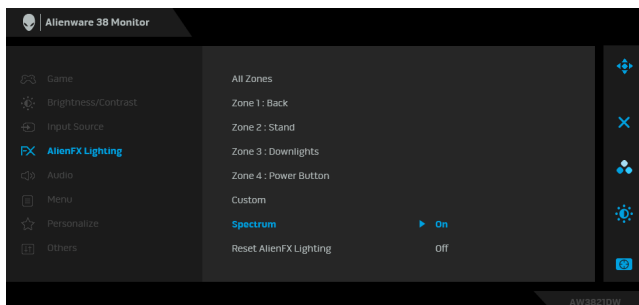 Alienware 38 Monitor
Game
Brightness/Contrast
Input Source
AlienFX Lighting
Audio
Menu
Personalize
Others
All Zones
Zone 1 : Back
Zone 2 : Stand
Zone 3 : Downlights
Zone 4 : Power Button
Custom
Spectrum On
Reset AlienFX Lighting Off
AW3821DW